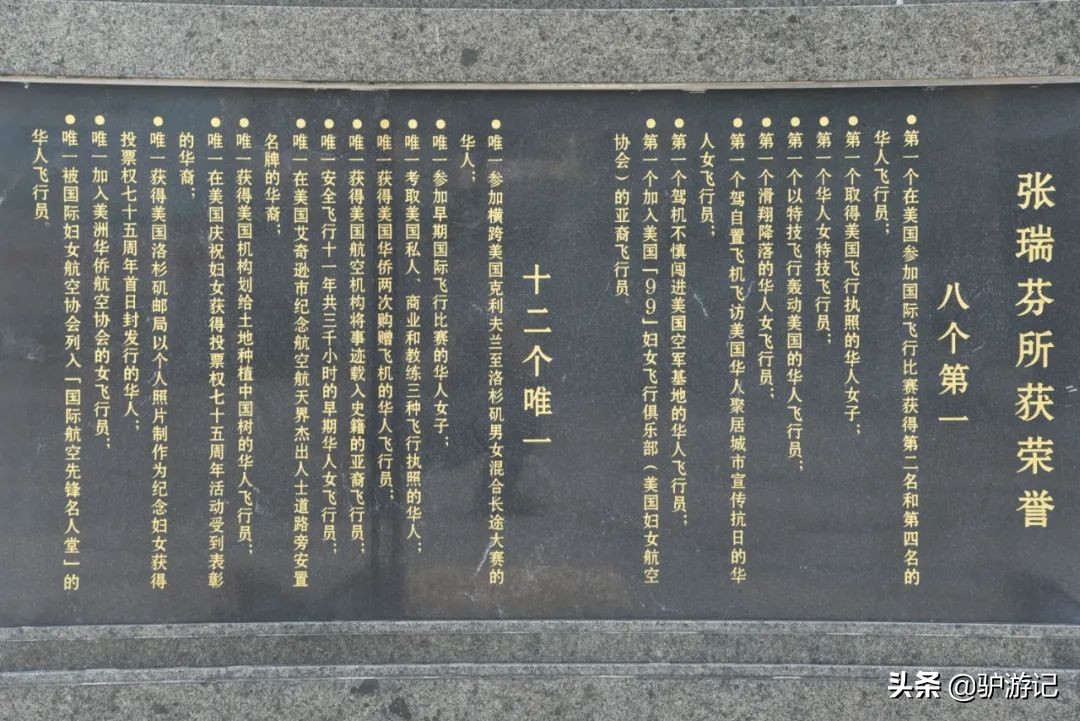 张瑞芬所获荣誉
八个第一
●第一个在美国参加国际飞行比赛获得第二名和第四名的
华人飞行员；
●第一个取得美国飞行执照的华人女子；
●第一个华人女特技飞行员；
●第一个以特技飞行轰动美国的华人飞行员；
●第一个滑翔降落的华人女飞行员；
●第一个驾自置飞机飞访美国华人聚居城市宣传抗日的华
人女飞行员；
●第一个驾机不慎闯进美国空军基地的华人飞行员；
●第一个加入美国「99」妇女飞行俱乐部（美国妇女航空
协会）的亚裔飞行员。
十二个唯一
●唯一参加横跨美国克利夫兰至洛杉矶男女混合长途大赛的
华人；
●唯一参加早期国际飞行比赛的华人女子；
●唯一考取美国私人、商业和教练三种飞行执照的华人；
●唯一获得美国华侨两次购赠飞机的华人飞行员；
●唯一获得美国航空机构将事迹载入史籍的亚裔飞行员；
●唯一安全飞行十一年共三千小时的早期华人女飞行员；
●唯一在美国艾奇逊市纪念航空航天界杰出人士道路旁安置
名牌的华裔；
●唯一获得美国机构划给土地种植中国树的华人飞行员；
●唯一在美国庆祝妇女获得投票权七十五周年活动受到表彰
的华裔；
●唯一获得美国洛杉矶邮局以个人照片制作为纪念妇女获得
投票权七十五周年首日封发行的华人；
●唯一加入美洲华侨航空协会的女飞行员；
●唯一被国际妇女航空协会列入「国际航空先锋名人堂」的
华人飞行员。
头条 @驴游记